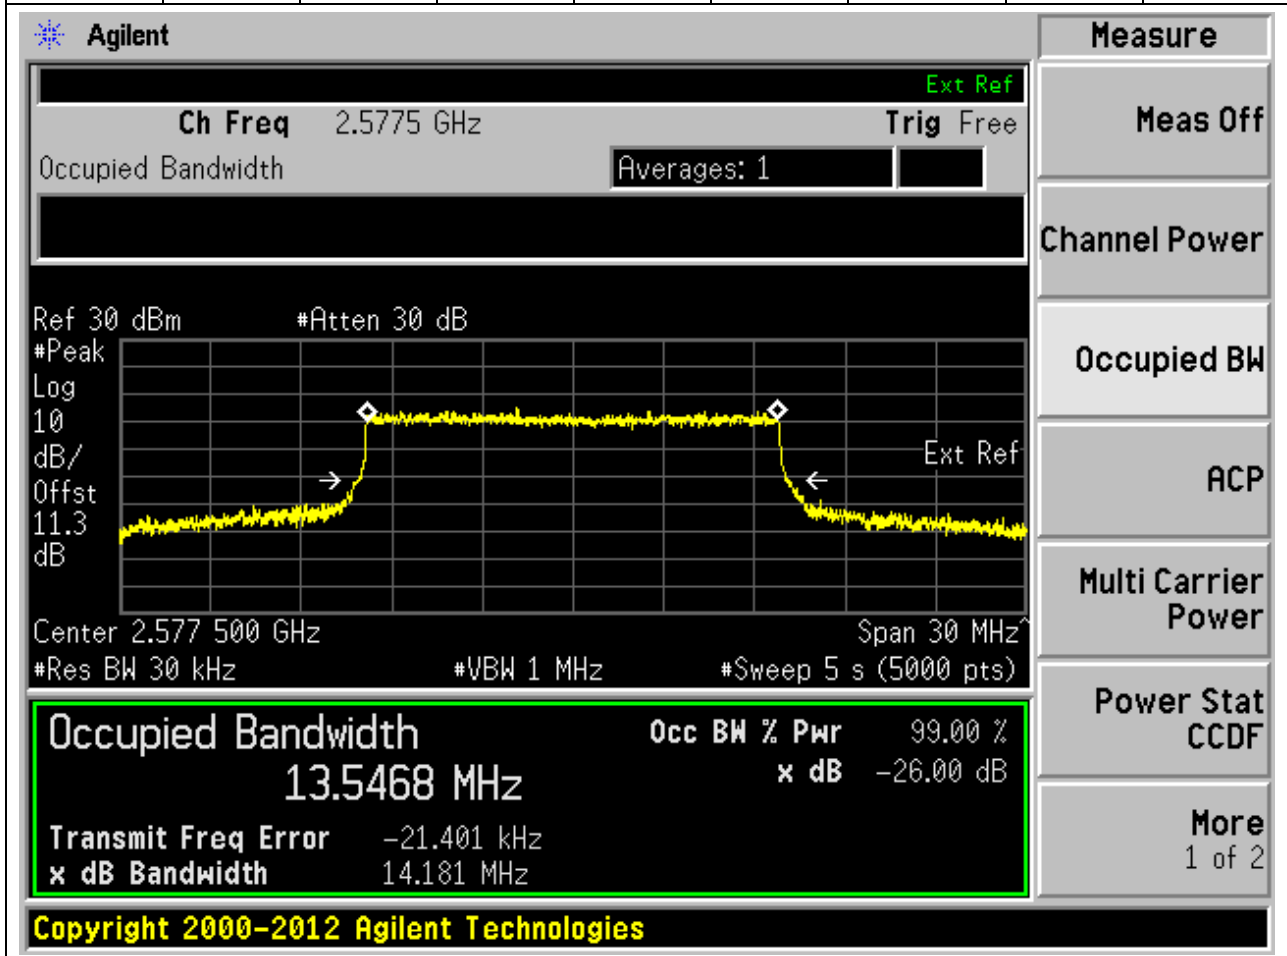 Agilent
Measure
Ext Ref
Ch Freq 2.5775 GHz Trig Free
Meas Off
Occupied Bandwidth Averages: 1
Channel Power
Ref 30 dBm #Atten 30 dB
#Peak
Log
10
dB/
Offst
11.3
dB
Ext Ref
Occupied BW
ACP
Center 2.577 500 GHz Span 30 MHz^
#Res BW 30 kHz #VBW 1 MHz #Sweep 5 s (5000 pts)
Multi Carrier
Power
Occupied Bandwidth Occ BW % Pwr 99.00 %
13.5468 MHz x dB -26.00 dB
Transmit Freq Error -21.401 kHz
x dB Bandwidth 14.181 MHz
Power Stat
CCDF
More
1 of 2
Copyright 2000-2012 Agilent Technologies